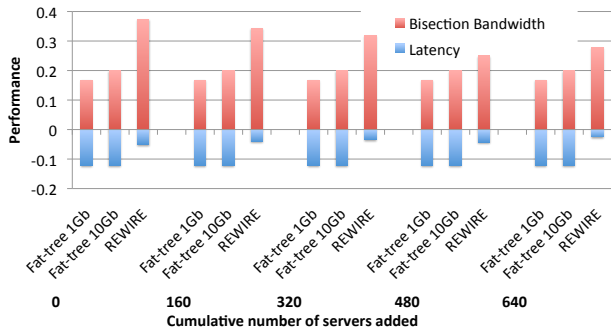 0.4
0.3
0.2
0.1
0
-0.1
-0.2
Performance
Bisection Bandwidth
Latency
Fat-tree 1Gb
Fat-tree 10Gb
REWIRE
Fat-tree 1Gb
Fat-tree 10Gb
REWIRE
Fat-tree 1Gb
Fat-tree 10Gb
REWIRE
Fat-tree 1Gb
Fat-tree 10Gb
REWIRE
Fat-tree 1Gb
Fat-tree 10Gb
REWIRE
0 160 320 480 640
Cumulative number of servers added